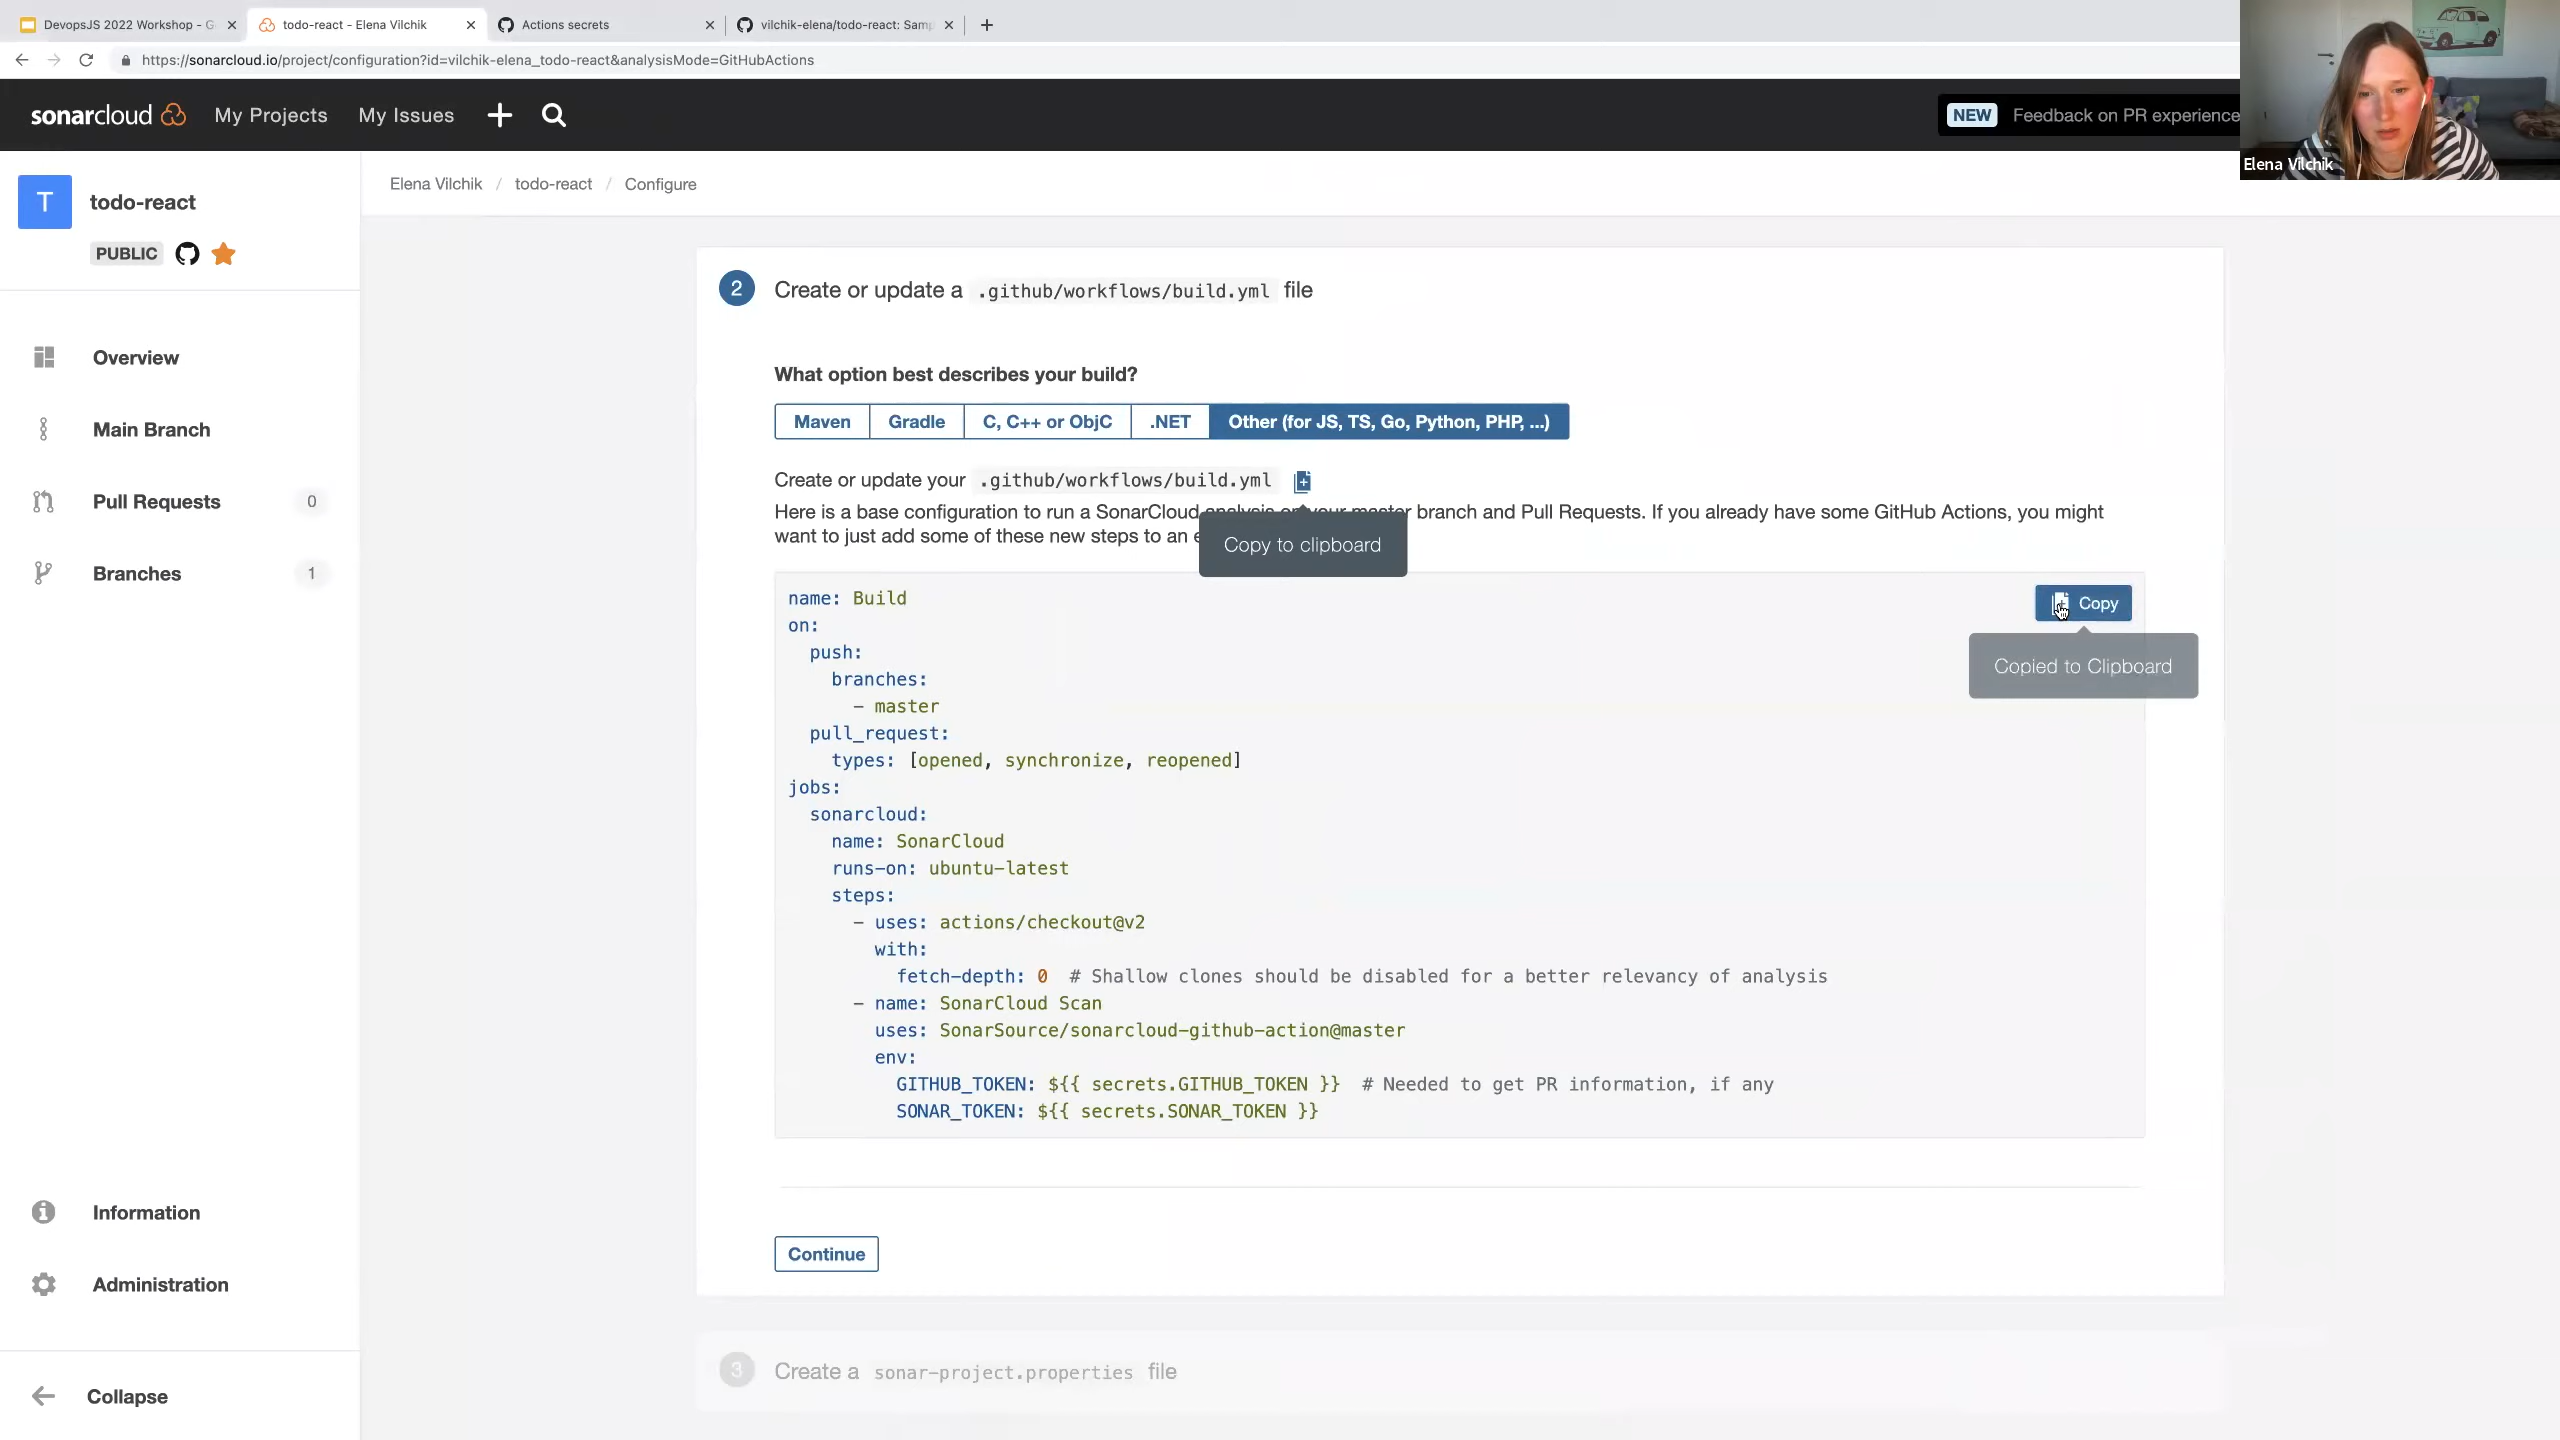 DevopsJS 2022 Workshop - G
todo-react - Elena Vilchik
Actions secrets
vilchik-elena/todo-react: Sam
https://sonarcloud.io/project/configuration?id=vilchik-elena_todo-react&analysisMode=GitHubActions
sonarcloud
My Projects
My Issues
NEW
Feedback on PR experience
Elena Vilchik
T
todo-react
PUBLIC
Overview
Main Branch
Pull Requests 0
Branches 1
Information
Administration
Collapse
Elena Vilchik / todo-react / Configure
2 Create or update a .github/workflows/build.yml file
What option best describes your build?
Maven Gradle C, C++ or ObjC .NET Other (for JS, TS, Go, Python, PHP, ...)
Create or update your .github/workflows/build.yml
Here is a base configuration to run a SonarCloud analysis on your master branch and Pull Requests. If you already have some GitHub Actions, you might
want to just add some of these new steps to an
Copy to clipboard
Copy
Copied to Clipboard
name: Build
on:
  push:
    branches:
      - master
  pull_request:
    types: [opened, synchronize, reopened]
jobs:
  sonarcloud:
    name: SonarCloud
    runs-on: ubuntu-latest
    steps:
      - uses: actions/checkout@v2
        with:
          fetch-depth: 0  # Shallow clones should be disabled for a better relevancy of analysis
      - name: SonarCloud Scan
        uses: SonarSource/sonarcloud-github-action@master
        env:
          GITHUB_TOKEN: ${{ secrets.GITHUB_TOKEN }}  # Needed to get PR information, if any
          SONAR_TOKEN: ${{ secrets.SONAR_TOKEN }}
Continue
3 Create a sonar-project.properties file